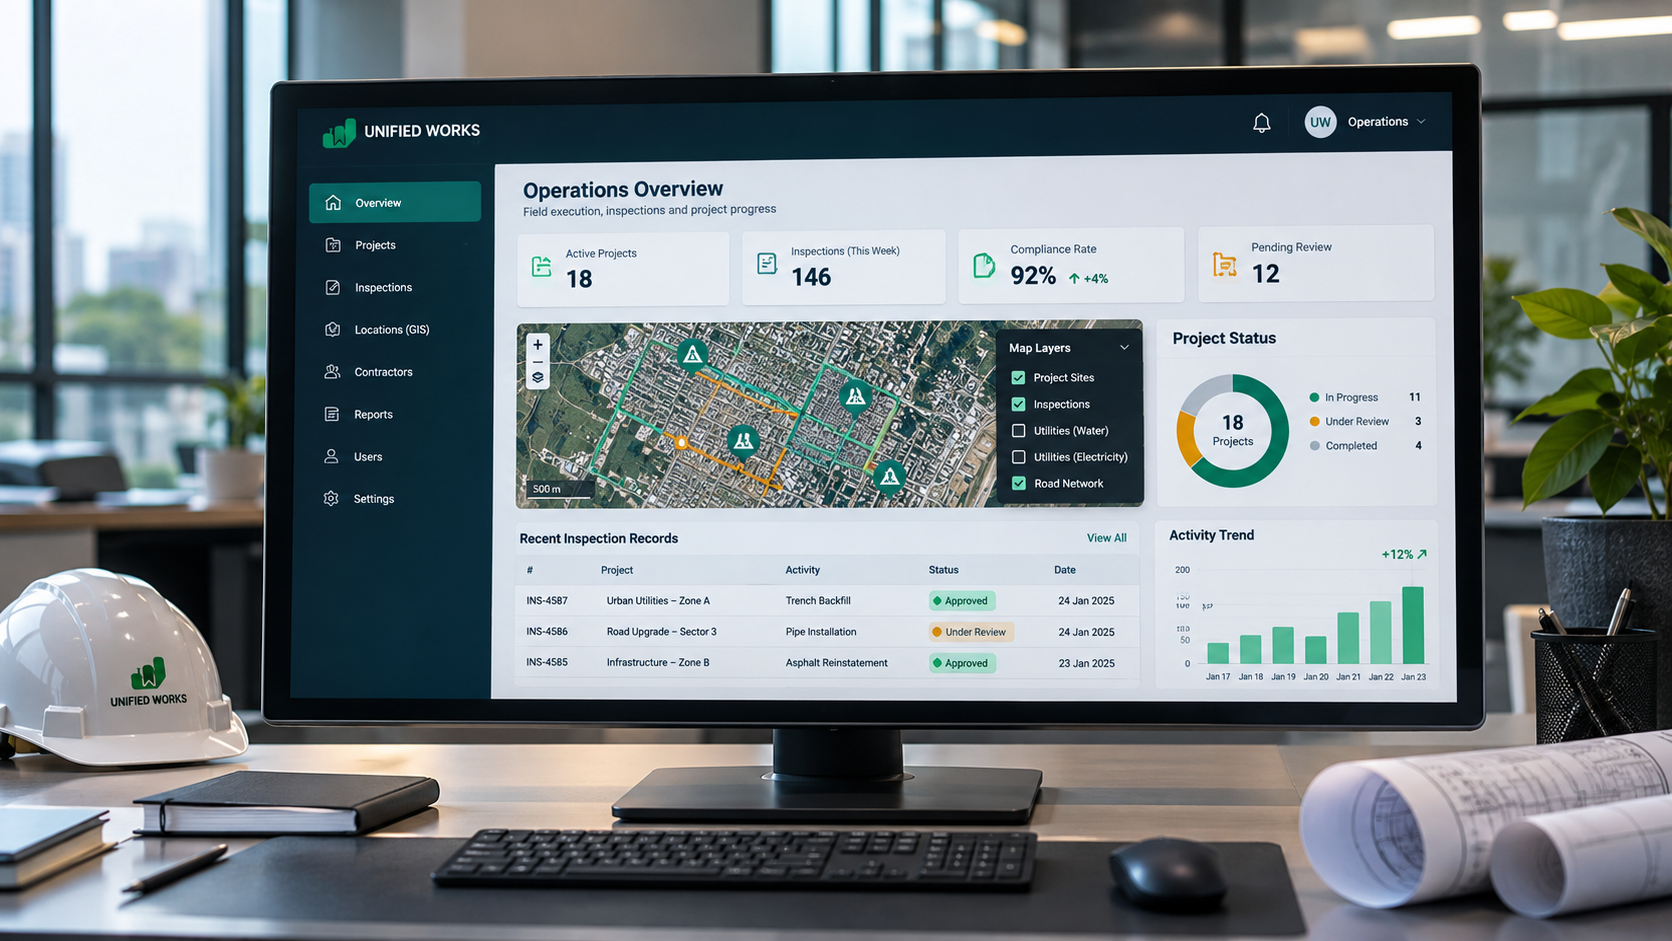 UNIFIED WORKS
UW
Operations
Overview
Projects
Inspections
Locations (GIS)
Contractors
Reports
Users
Settings
Operations Overview
Field execution, inspections and project progress
Active Projects
18
Inspections (This Week)
146
Compliance Rate
92% ↑ +4%
Pending Review
12
+
−
500 m
Map Layers
Project Sites
Inspections
Utilities (Water)
Utilities (Electricity)
Road Network
Project Status
18
Projects
In Progress 11
Under Review 3
Completed 4
Recent Inspection Records
View All
# Project Activity Status Date
INS-4587 Urban Utilities – Zone A Trench Backfill Approved 24 Jan 2025
INS-4586 Road Upgrade – Sector 3 Pipe Installation Under Review 24 Jan 2025
INS-4585 Infrastructure – Zone B Asphalt Reinstatement Approved 23 Jan 2025
Activity Trend
+12% ↗
200
50
0
Jan 17 Jan 18 Jan 19 Jan 20 Jan 21 Jan 22 Jan 23
UNIFIED WORKS